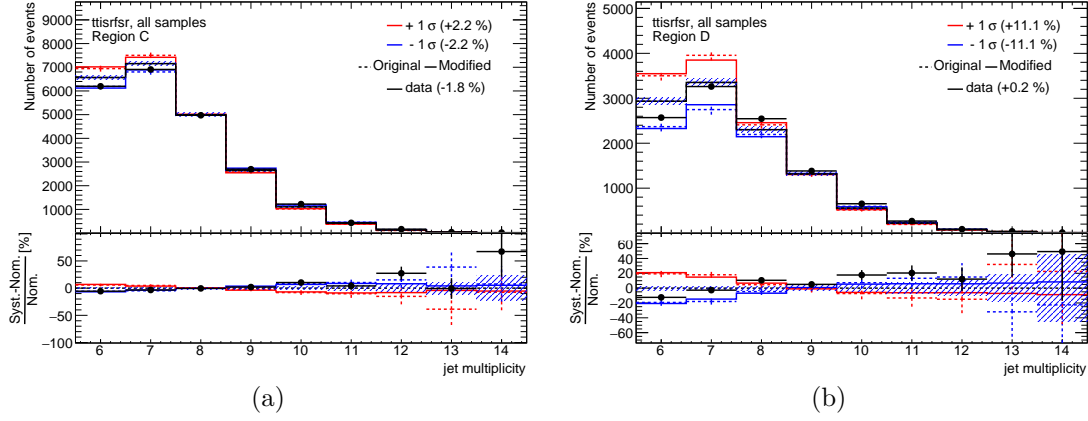 ttisrfsr, all samples
Region C
+ 1 σ (+2.2 %)
- 1 σ (-2.2 %)
Original Modified
data (-1.8 %)
Number of events
9000
8000
7000
6000
5000
4000
3000
2000
1000
Syst.-Nom.
Nom.
[%]
50
0
−50
−100
6 7 8 9 10 11 12 13 14
jet multiplicity
(a)
ttisrfsr, all samples
Region D
+ 1 σ (+11.1 %)
- 1 σ (-11.1 %)
Original Modified
data (+0.2 %)
Number of events
5000
4000
3000
2000
1000
Syst.-Nom.
Nom.
[%]
60
40
20
0
−20
−40
−60
6 7 8 9 10 11 12 13 14
jet multiplicity
(b)